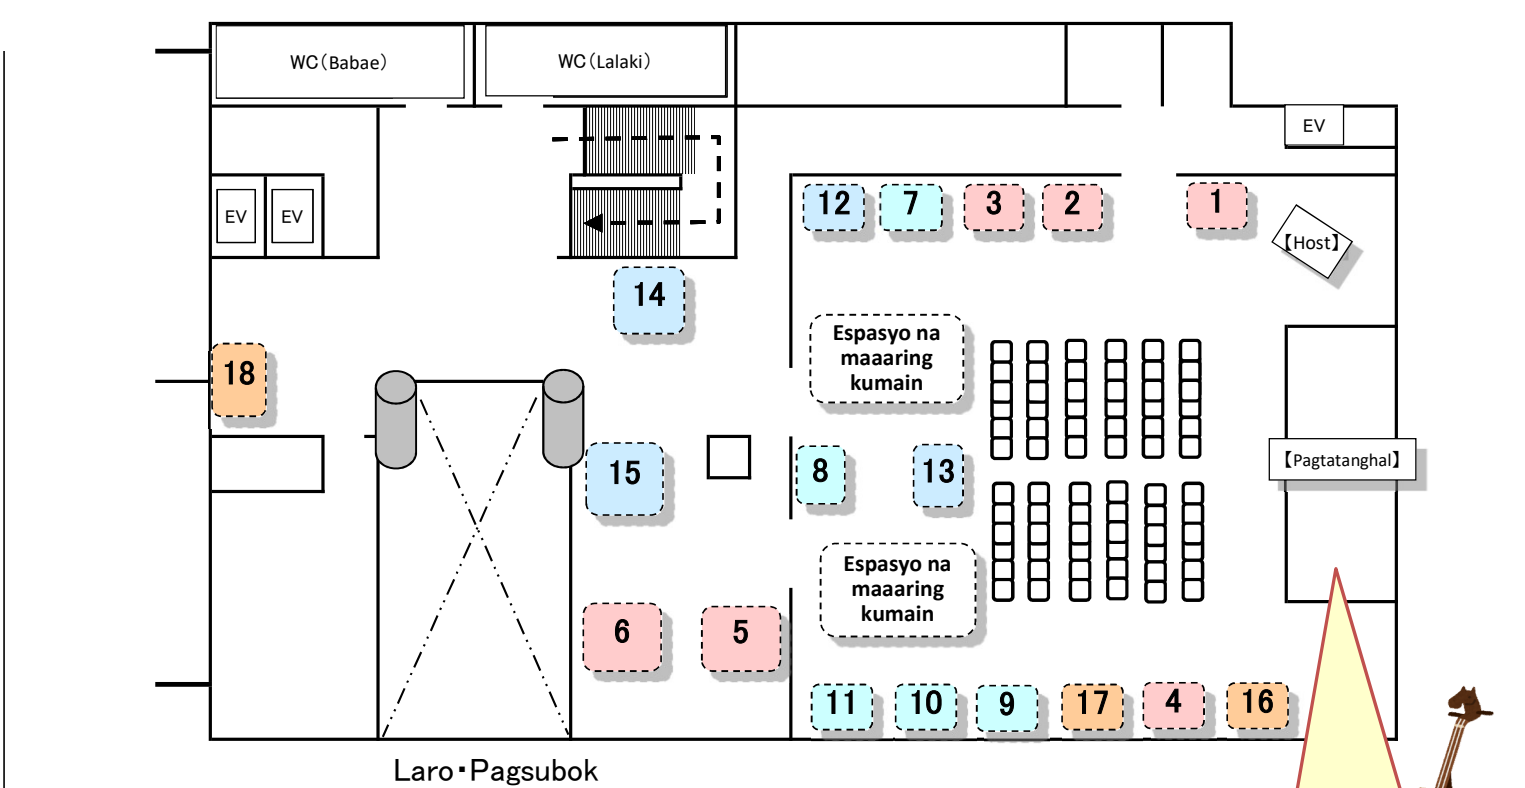 WC（Babae）
WC（Lalaki）
EV
EV
EV
12
7
3
2
1
【Host】
14
Espasyo na
maaaring
kumain
18
15
8
13
【Pagtatanghal】
Espasyo na
maaaring
kumain
6
5
11
10
9
17
4
16
Laro・Pagsubok